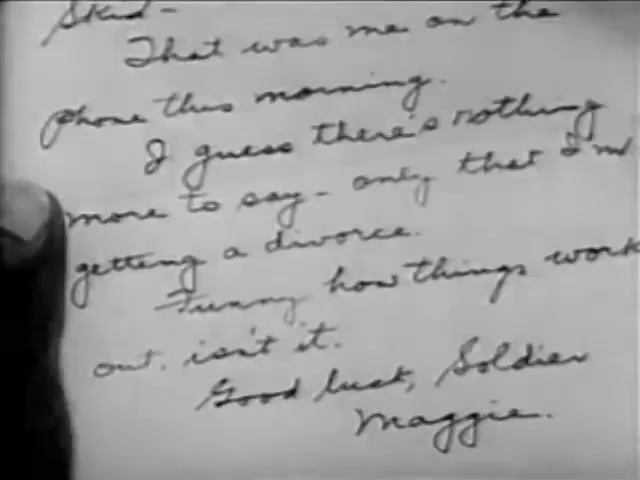 Skid -
That was me on the
phone this morning.
I guess there's nothing
more to say - only that I'm
getting a divorce.
Funny how things work
out, isn't it.
Good luck, Soldier
Maggie.